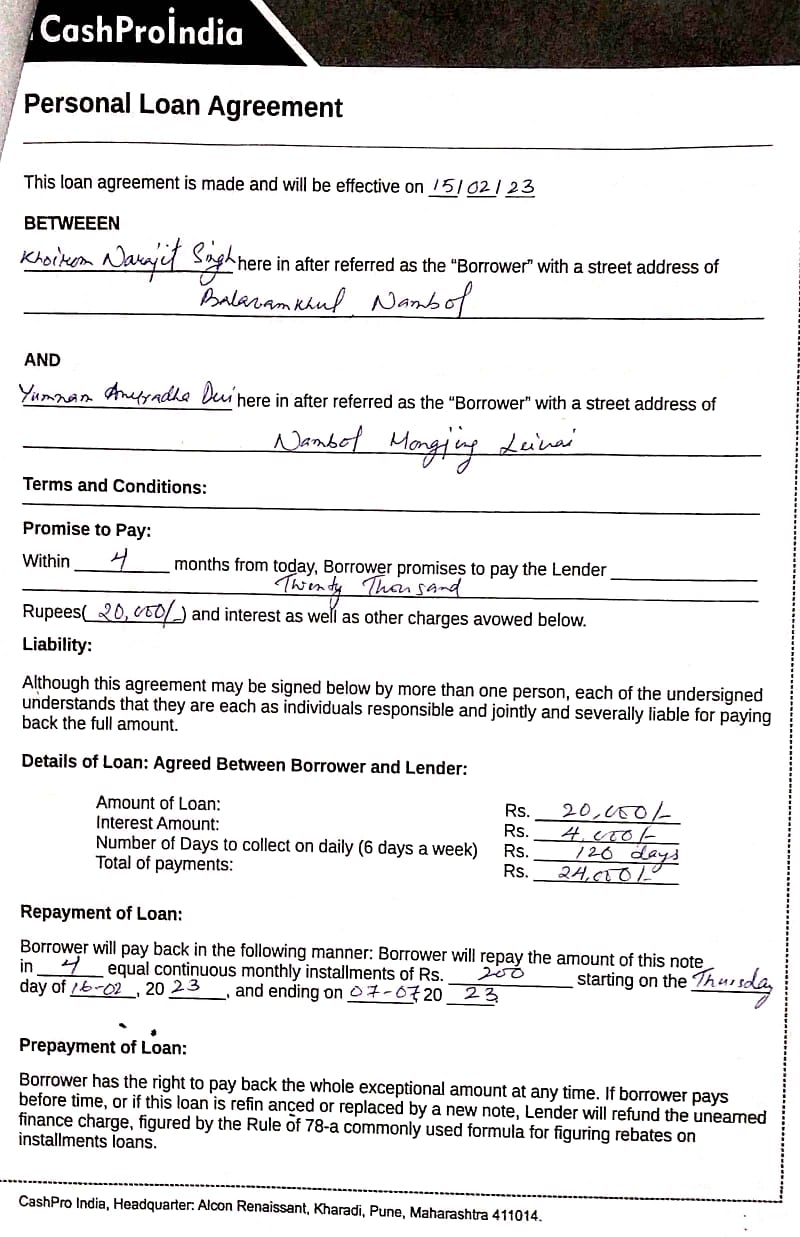 CashProİndia
Personal Loan Agreement
This loan agreement is made and will be effective on 15/02/23
BETWEEEN
Khoirom Narajit Singh here in after referred as the “Borrower” with a street address of
Balaramkhul Nambol
AND
Yumnam Anuradha Devi here in after referred as the “Borrower” with a street address of
Nambol Mongjing Leikai
Terms and Conditions:
Promise to Pay:
Within 4 months from today, Borrower promises to pay the Lender
Twenty Thousand
Rupees( 20,000/-) and interest as well as other charges avowed below.
Liability:
Although this agreement may be signed below by more than one person, each of the undersigned
understands that they are each as individuals responsible and jointly and severally liable for paying
back the full amount.
Details of Loan: Agreed Between Borrower and Lender:
Amount of Loan: Rs. 20,000/-
Interest Amount: Rs. 4,000/-
Number of Days to collect on daily (6 days a week) Rs. 120 days
Total of payments: Rs. 24,000/-
Repayment of Loan:
Borrower will pay back in the following manner: Borrower will repay the amount of this note
in 4 equal continuous monthly installments of Rs. 200 starting on the Thursday
day of 16-02, 20 23, and ending on 07-07 20 23
Prepayment of Loan:
Borrower has the right to pay back the whole exceptional amount at any time. If borrower pays
before time, or if this loan is refin anced or replaced by a new note, Lender will refund the unearned
finance charge, figured by the Rule of 78-a commonly used formula for figuring rebates on
installments loans.
CashPro India, Headquarter: Alcon Renaissant, Kharadi, Pune, Maharashtra 411014.